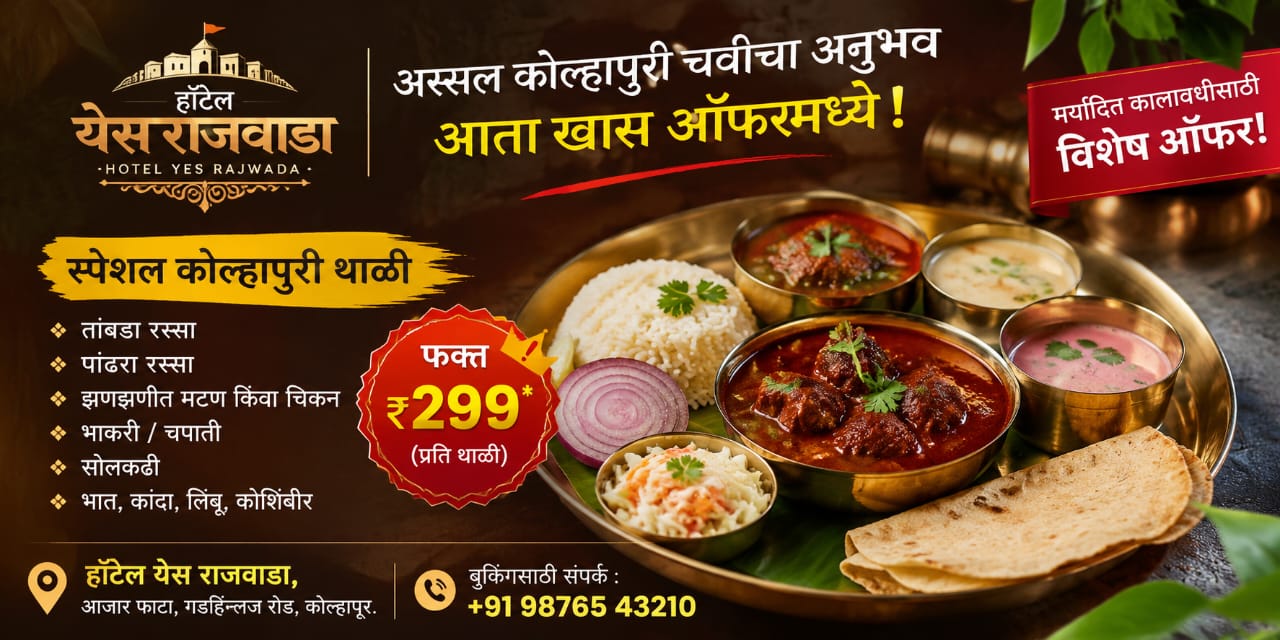 हॉटेल
येस राजवाडा
HOTEL YES RAJWADA
अस्सल कोल्हापुरी चवीचा अनुभव
आता खास ऑफरमध्ये !
मर्यादित कालावधीसाठी
विशेष ऑफर!
स्पेशल कोल्हापुरी थाळी
❖ तांबडा रस्सा
❖ पांढरा रस्सा
❖ झणझणीत मटण किंवा चिकन
❖ भाकरी / चपाती
❖ सोलकढी
❖ भात, कांदा, लिंबू, कोशिंबीर
फक्त
₹299*
(प्रति थाळी)
हॉटेल येस राजवाडा,
आजार फाटा, गडहिंन्लज रोड, कोल्हापूर.
बुकिंगसाठी संपर्क :
+91 98765 43210